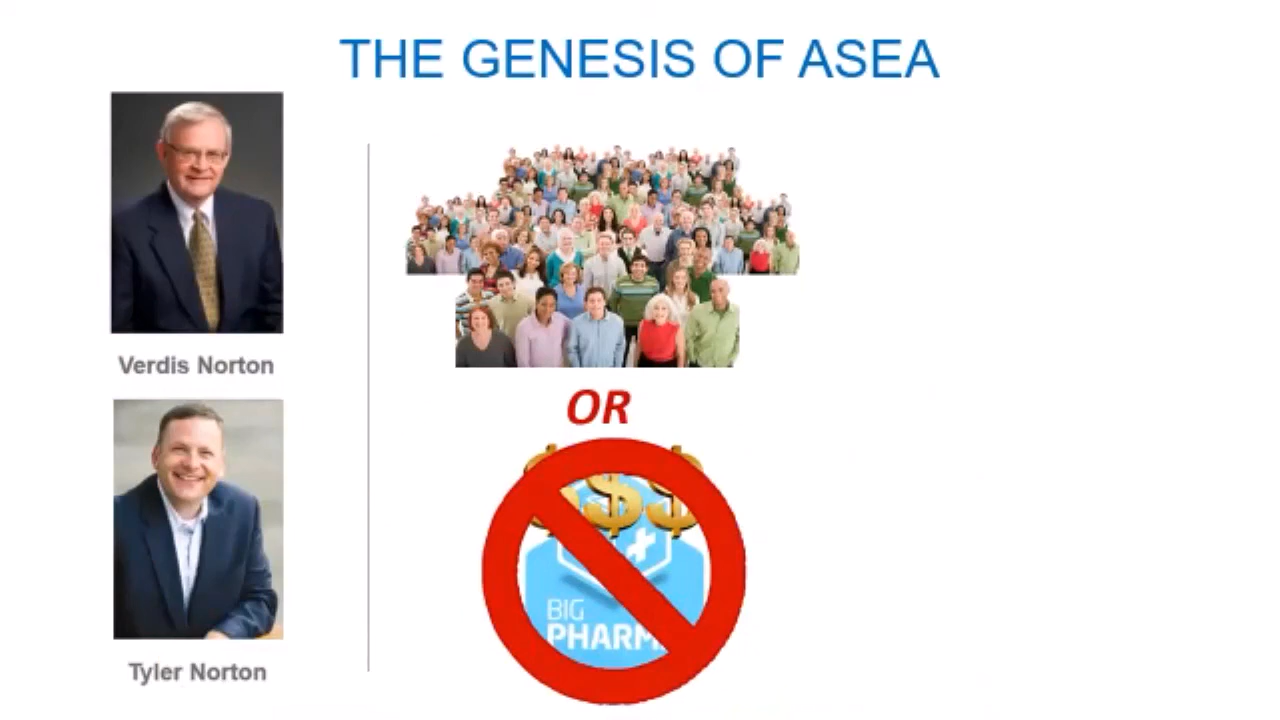 THE GENESIS OF ASEA
Verdis Norton
OR
$$$
BIG
PHARM
Tyler Norton